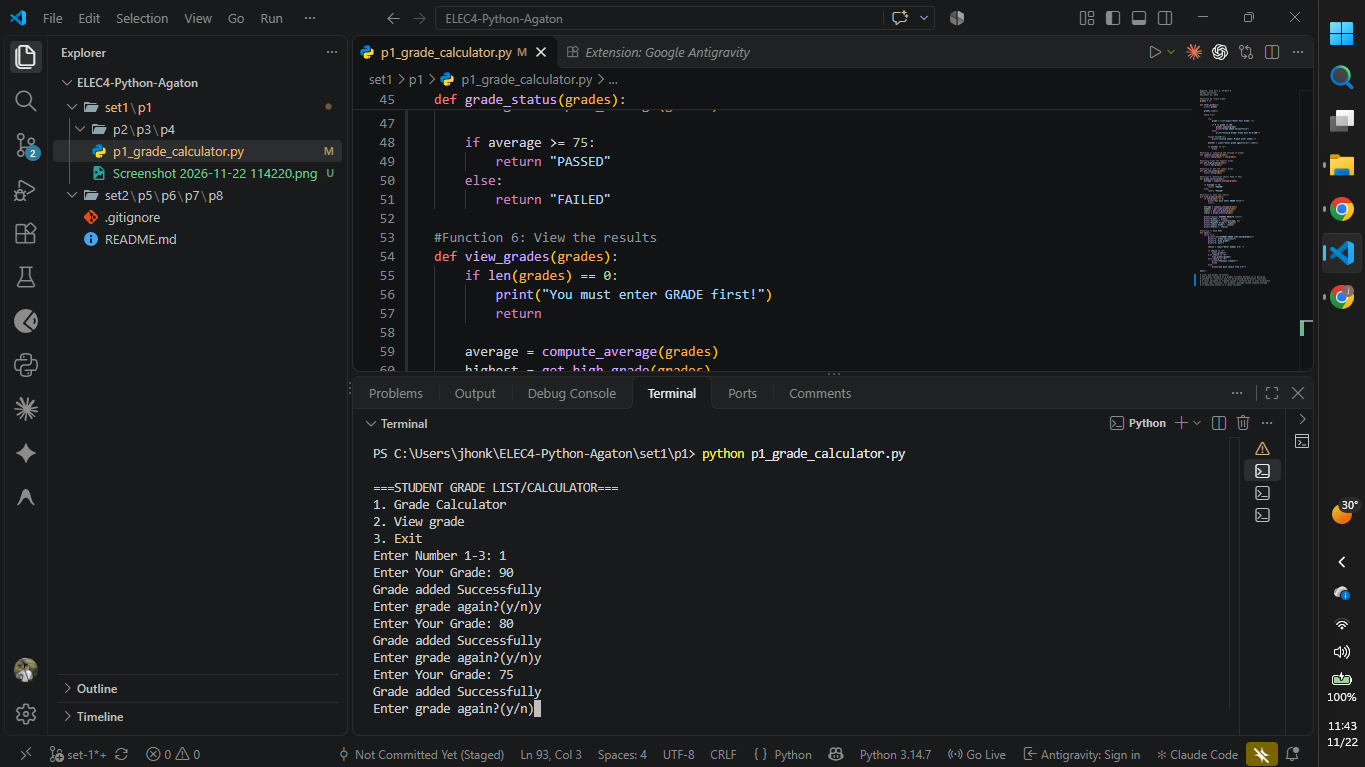 File Edit Selection View Go Run ···
ELEC4-Python-Agaton
Explorer
ELEC4-Python-Agaton
set1\p1
p2\p3\p4
p1_grade_calculator.py M
Screenshot 2026-11-22 114220.png U
set2\p5\p6\p7\p8
.gitignore
README.md
Outline
Timeline
p1_grade_calculator.py M
Extension: Google Antigravity
set1 > p1 > p1_grade_calculator.py > ...
45 def grade_status(grades):
47
48 if average >= 75:
49 return "PASSED"
50 else:
51 return "FAILED"
52
53 #Function 6: View the results
54 def view_grades(grades):
55 if len(grades) == 0:
56 print("You must enter GRADE first!")
57 return
58
59 average = compute_average(grades)
60 highest = get_high_grade(grades)
Problems Output Debug Console Terminal Ports Comments
Terminal
Python
PS C:\Users\jhonk\ELEC4-Python-Agaton\set1\p1> python p1_grade_calculator.py
===STUDENT GRADE LIST/CALCULATOR===
1. Grade Calculator
2. View grade
3. Exit
Enter Number 1-3: 1
Enter Your Grade: 90
Grade added Successfully
Enter grade again?(y/n)y
Enter Your Grade: 80
Grade added Successfully
Enter grade again?(y/n)y
Enter Your Grade: 75
Grade added Successfully
Enter grade again?(y/n)
2
set-1*+ 0 0 Not Committed Yet (Staged) Ln 93, Col 3 Spaces: 4 UTF-8 CRLF { } Python Python 3.14.7 Go Live Antigravity: Sign in Claude Code
30°
100%
11:43
11/22